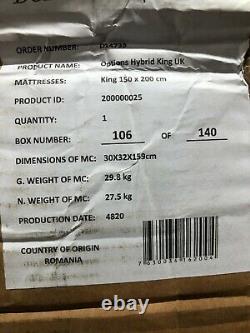 ORDER NUMBER:
PRODUCT NAME: Options Hybrid King UK
MATTRESSES: King 150 x 200 cm
PRODUCT ID: 200000025
QUANTITY: 1
BOX NUMBER: 106 OF 140
DIMENSIONS OF MC: 30X32X159cm
G. WEIGHT OF MC: 29.8 kg
N. WEIGHT OF MC: 27.5 kg
PRODUCTION DATE: 4820
COUNTRY OF ORIGIN
ROMANIA